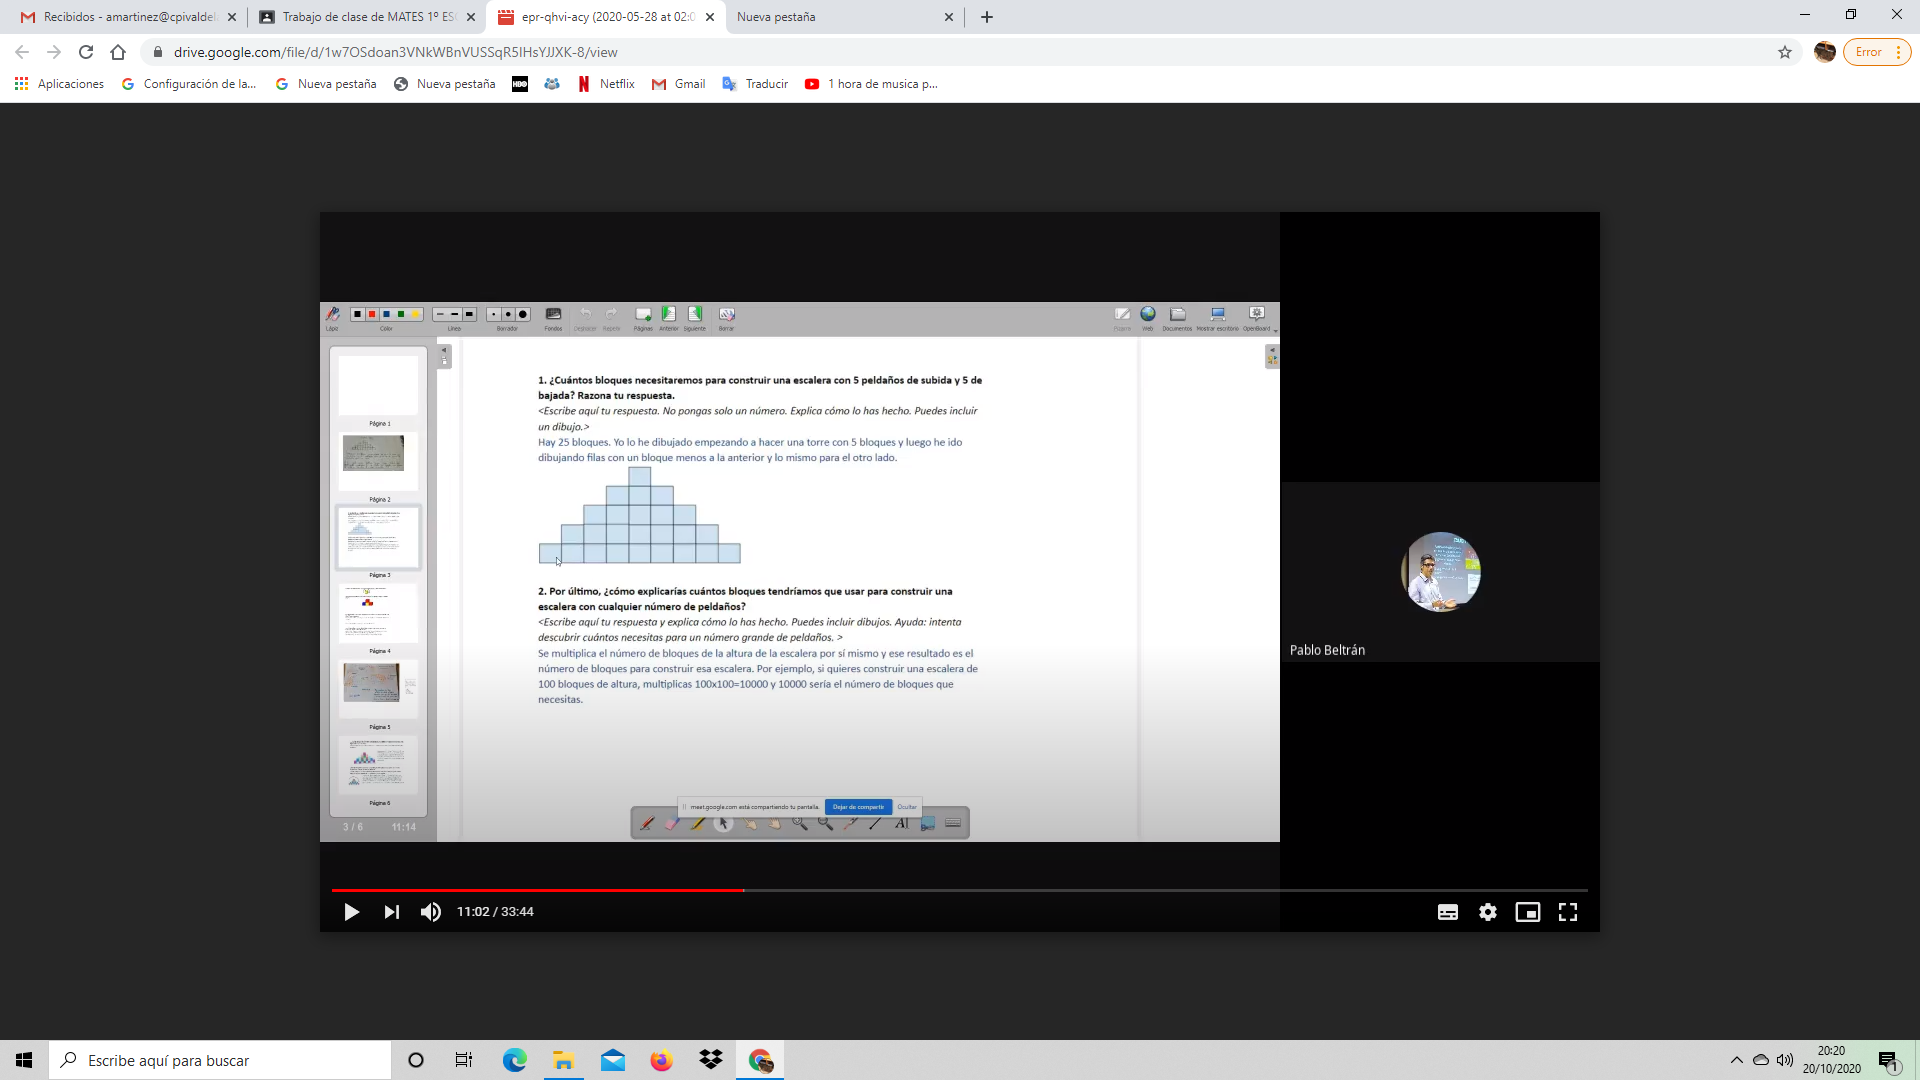 Recibidos - amartinez@cpivaldel
Trabajo de clase de MATES 1º ES
epr-qhvi-acy (2020-05-28 at 02:0
Nueva pestaña
drive.google.com/file/d/1w7OSdoan3VNkWBnVUSSqR5IHsYJJXK-8/view
Error
Aplicaciones
Configuración de la...
Nueva pestaña
Nueva pestaña
HBO
Netflix
Gmail
Traducir
1 hora de musica p...
Lápiz
Color
Línea
Borrador
Fondos
Deshacer
Repetir
Páginas
Anterior
Siguiente
Borrar
Pizarra
Web
Documentos
Mostrar escritorio
OpenBoard
Página 1
Página 2
Página 3
Página 4
Página 5
Página 6
3 / 6
11:14
1. ¿Cuántos bloques necesitaremos para construir una escalera con 5 peldaños de subida y 5 de
bajada? Razona tu respuesta.
<Escribe aquí tu respuesta. No pongas solo un número. Explica cómo lo has hecho. Puedes incluir
un dibujo.>
Hay 25 bloques. Yo lo he dibujado empezando a hacer una torre con 5 bloques y luego he ido
dibujando filas con un bloque menos a la anterior y lo mismo para el otro lado.
2. Por último, ¿cómo explicarías cuántos bloques tendríamos que usar para construir una
escalera con cualquier número de peldaños?
<Escribe aquí tu respuesta y explica cómo lo has hecho. Puedes incluir dibujos. Ayuda: intenta
descubrir cuántos necesitas para un número grande de peldaños. >
Se multiplica el número de bloques de la altura de la escalera por sí mismo y ese resultado es el
número de bloques para construir esa escalera. Por ejemplo, si quieres construir una escalera de
100 bloques de altura, multiplicas 100x100=10000 y 10000 sería el número de bloques que
necesitas.
meet.google.com está compartiendo tu pantalla.
Dejar de compartir
Ocultar
Pablo Beltrán
11:02 / 33:44
Escribe aquí para buscar
20:20
20/10/2020
1